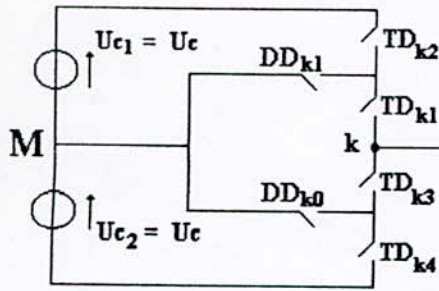 Uc1 = Uc
TDk2
DDk1
TDk1
M
k
TDk3
DDk0
Uc2 = Uc
TDk4